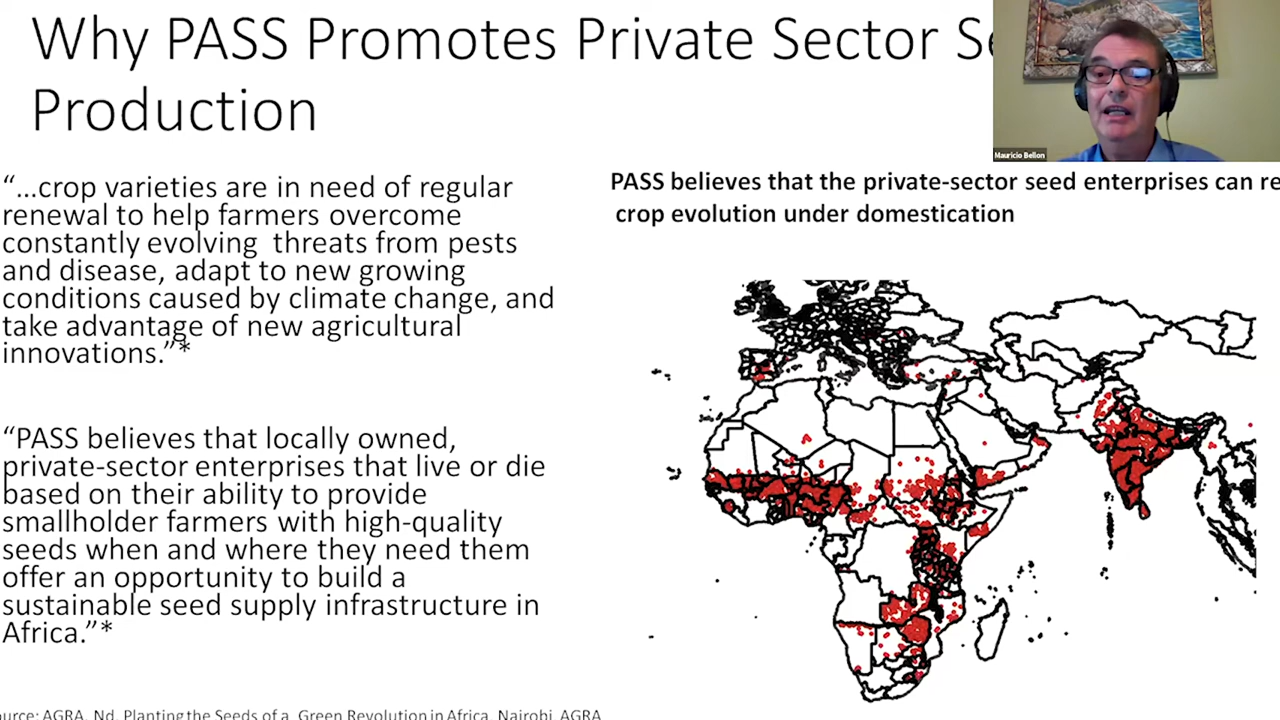 Why PASS Promotes Private Sector
Production
Mauricio Bellon
"...crop varieties are in need of regular
renewal to help farmers overcome
constantly evolving threats from pests
and disease, adapt to new growing
conditions caused by climate change, and
take advantage of new agricultural
innovations."*
"PASS believes that locally owned,
private-sector enterprises that live or die
based on their ability to provide
smallholder farmers with high-quality
seeds when and where they need them
offer an opportunity to build a
sustainable seed supply infrastructure in
Africa."*
PASS believes that the private-sector seed enterprises can re
crop evolution under domestication
ource: AGRA. Nd. Planting the Seeds of a Green Revolution in Africa. Nairobi. AGRA